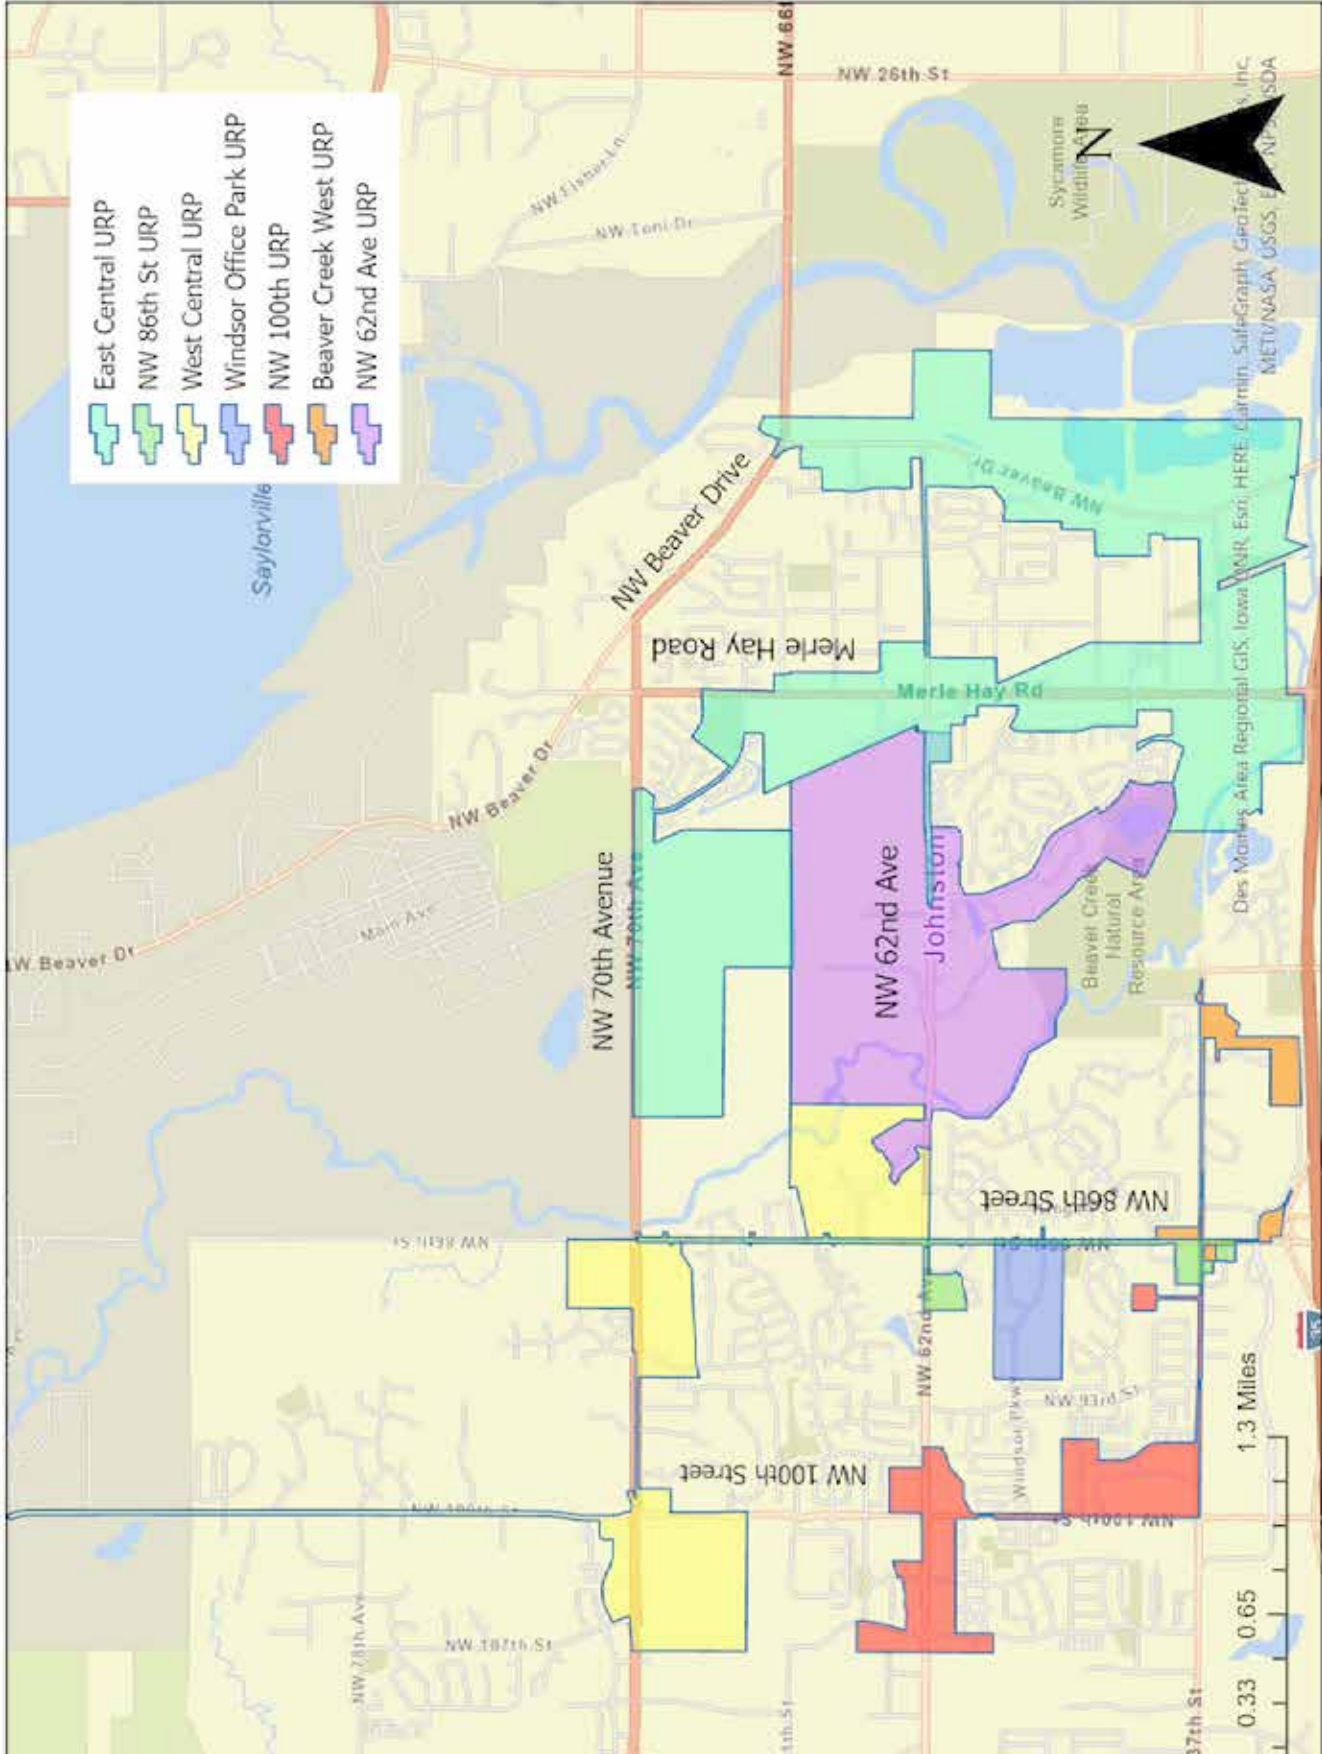 East Central URP
NW 86th St URP
West Central URP
Windsor Office Park URP
NW 100th URP
Beaver Creek West URP
NW 62nd Ave URP
Saylorville
NW 26th St
NW 66t
NW Fisher Ln
NW Toni Dr
Sycamore
Wildlife Area
N
NW Beaver Drive
NW Beaver Dr
Merle Hay Road
Merle Hay Rd
NW Beaver Dr
NW Beaver Dr
Main Ave
NW 70th Avenue
NW 70th Ave
NW 62nd Ave
Johnston
Beaver Creek
Natural
Resource Area
NW 86th St
NW 86th Street
NW 86th St
NW 62nd Av
NW 93rd St
Windsor Pkwy
NW 100th Street
NW 100th St
NW 100th St
NW 78th Ave
NW 107th St
1th St
37th St
35
0.33
0.65
1.3 Miles
Des Moines Area Regional GIS, Iowa DNR, Esri, HERE, Garmin, SafeGraph, GeoTech s, Inc,
METI/NASA, USGS, E NPS, USDA